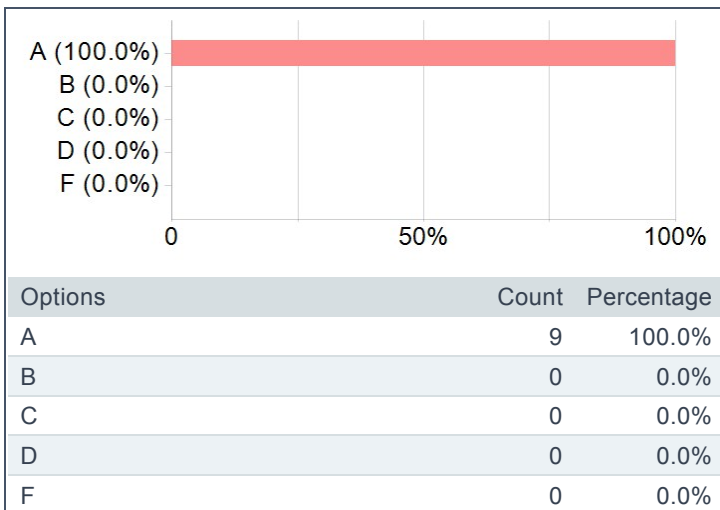 A (100.0%)
B (0.0%)
C (0.0%)
D (0.0%)
F (0.0%)
0 50% 100%
Options Count Percentage
A 9 100.0%
B 0 0.0%
C 0 0.0%
D 0 0.0%
F 0 0.0%